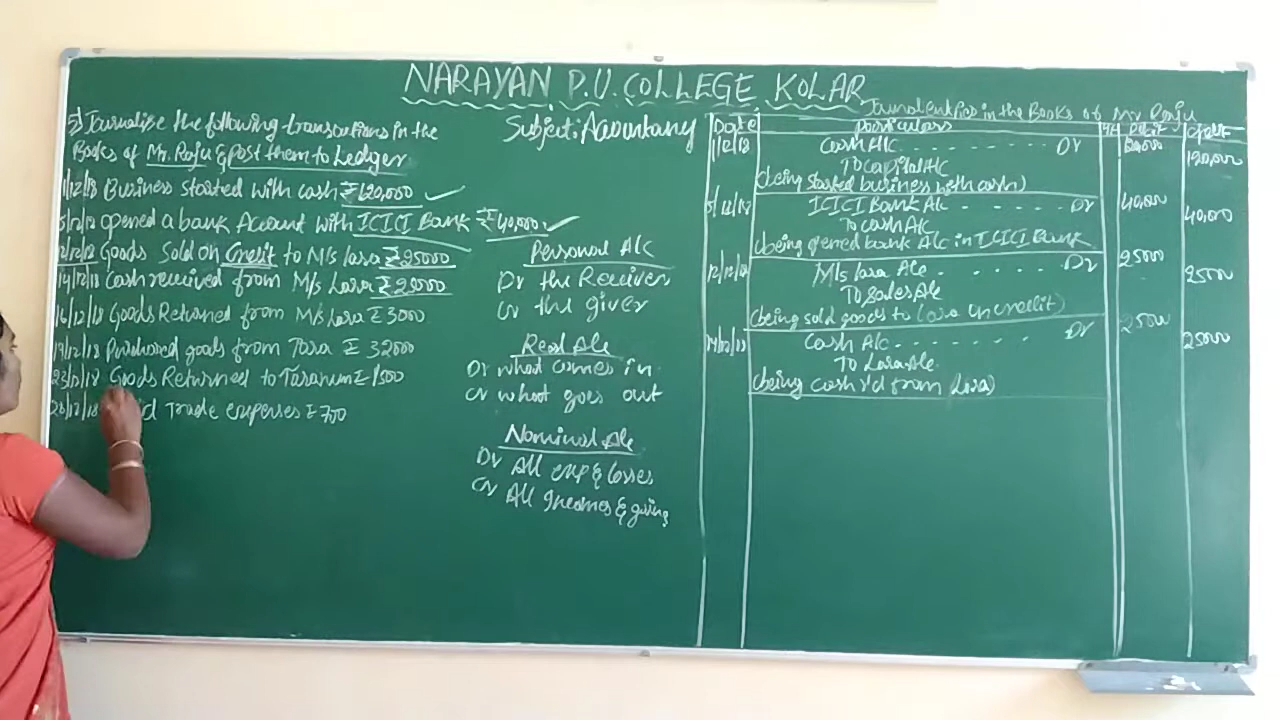 NARAYAN P.U. COLLEGE KOLAR
Subject: Accountany
5) Journalise the following transactions in the
Books of Mr. Raju & post them to Ledger
1/12/18 Business started with cash ₹ 120,000
5/12/18 opened a bank Acount with ICICI Bank ₹ 40,000
12/12/18 Goods Sold on Credit to M/s Lara ₹ 25000
14/12/18 Cash received from M/s Lara ₹ 25000
16/12/18 Goods Returned from M/s Lara ₹ 3000
19/12/18 Purchased goods from Tara ₹ 32000
23/12/18 Goods Returned to Taranum ₹ 1500
28/12/18 Trade expenses ₹ 700
Personal A/c
Dr the Receiver
Cr the giver
Real A/c
Dr what comes in
Cr what goes out
Nominal A/c
Dr All exp & losses
Cr All Incomes &
Journal entries in the Books of Mr Raju
Date particulars Debit Credit
1/12/18 Cash A/c . . . . . . . . . . Dr 120,000
To Capital A/c 120,000
(being started business with cash)
5/12/18 ICICI Bank A/c . . . . . . . Dr 40,000
To cash A/c 40,000
(being opened bank A/c in ICICI Bank
12/12/18 M/s Lara A/c . . . . . . . Dr 25000
To Sales A/c 25000
(being sold goods to Lara on credit)
14/12/18 Cash A/c . . . . . . . Dr 25000
To Lara A/c 25000
(being cash r'd from Lara)